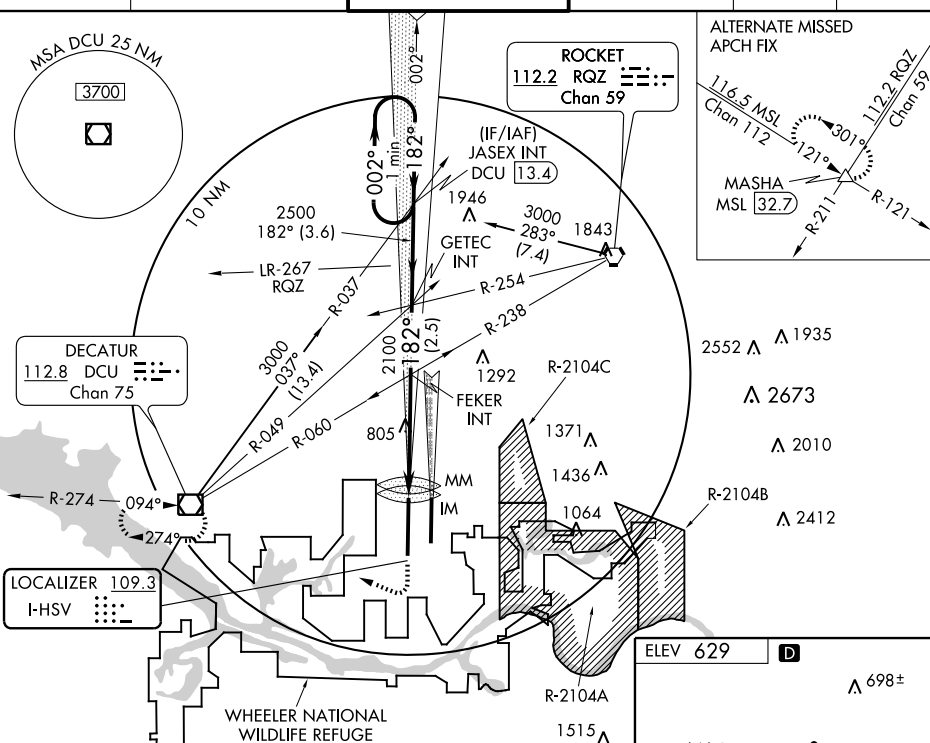 MSA DCU 25 NM
3700
ROCKET
112.2 RQZ
Chan 59
ALTERNATE MISSED
APCH FIX
116.5 MSL
Chan 112
112.2 RQZ
Chan 59
301°
121°
MASHA
MSL 32.7
R-211
R-121
002°
10 NM
002°
1 min
182°
(IF/IAF)
JASEX INT
DCU 13.4
1946
3000
283°
(7.4)
1843
2500
182° (3.6)
GETEC
INT
LR-267
RQZ
R-037
R-254
R-238
3000
037°
(13.4)
2100
182°
(2.5)
DECATUR
112.8 DCU
Chan 75
R-049
R-060
1292
FEKER
INT
805
R-2104C
2552
1935
2673
1371
1436
2010
MM
IM
R-274
094°
274°
1064
R-2104B
2412
LOCALIZER 109.3
I-HSV
ELEV 629
D
698±
R-2104A
WHEELER NATIONAL
WILDLIFE REFUGE
1515